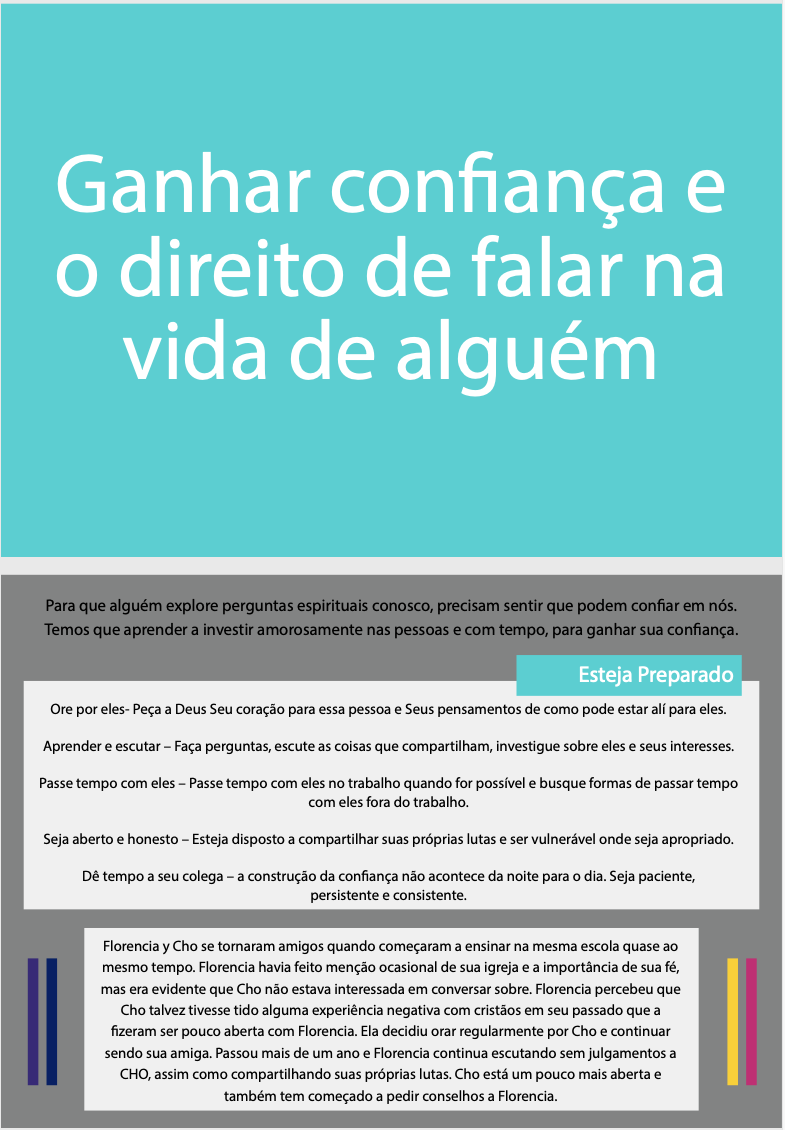 Ganhar confiança e
o direito de falar na
vida de alguém
Para que alguém explore perguntas espirituais conosco, precisam sentir que podem confiar em nós.
Temos que aprender a investir amorosamente nas pessoas e com tempo, para ganhar sua confiança.
Esteja Preparado
Ore por eles- Peça a Deus Seu coração para essa pessoa e Seus pensamentos de como pode estar alí para eles.
Aprender e escutar – Faça perguntas, escute as coisas que compartilham, investigue sobre eles e seus interesses.
Passe tempo com eles – Passe tempo com eles no trabalho quando for possível e busque formas de passar tempo
com eles fora do trabalho.
Seja aberto e honesto – Esteja disposto a compartilhar suas próprias lutas e ser vulnerável onde seja apropriado.
Dê tempo a seu colega – a construção da confiança não acontece da noite para o dia. Seja paciente,
persistente e consistente.
Florencia y Cho se tornaram amigos quando começaram a ensinar na mesma escola quase ao
mesmo tempo. Florencia havia feito menção ocasional de sua igreja e a importância de sua fé,
mas era evidente que Cho não estava interessada em conversar sobre. Florencia percebeu que
Cho talvez tivesse tido alguma experiência negativa com cristãos em seu passado que a
fizeram ser pouco aberta com Florencia. Ela decidiu orar regularmente por Cho e continuar
sendo sua amiga. Passou mais de um ano e Florencia continua escutando sem julgamentos a
CHO, assim como compartilhando suas próprias lutas. Cho está um pouco mais aberta e
também tem começado a pedir conselhos a Florencia.